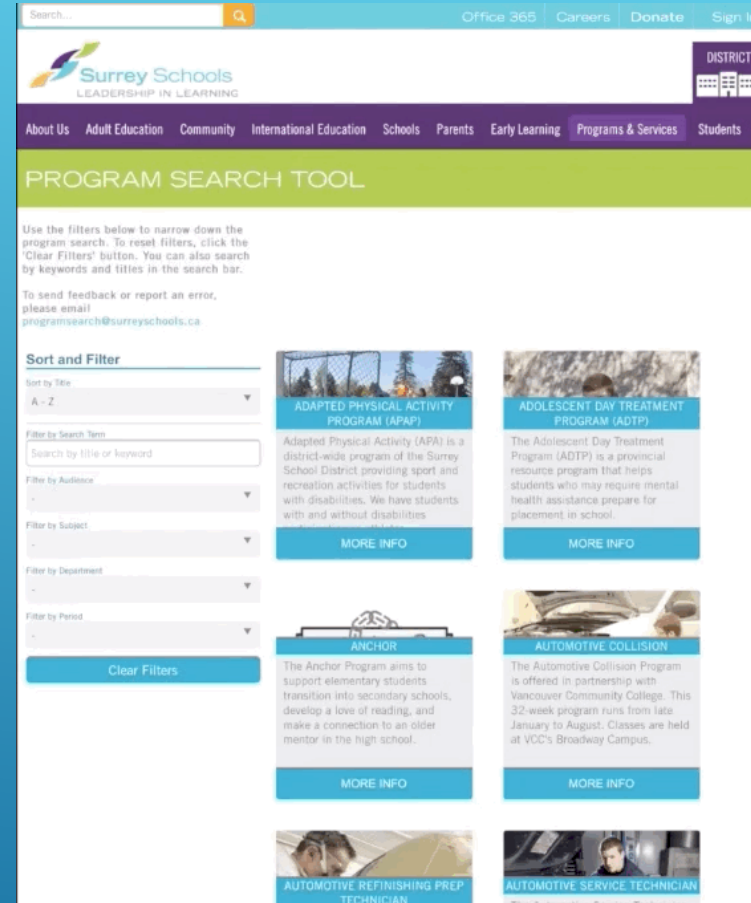 Search...
Office 365 Careers Donate Sign In
Surrey Schools
LEADERSHIP IN LEARNING
DISTRICT
About Us Adult Education Community International Education Schools Parents Early Learning Programs & Services Students
PROGRAM SEARCH TOOL
Use the filters below to narrow down the
program search. To reset filters, click the
'Clear Filters' button. You can also search
by keywords and titles in the search bar.
To send feedback or report an error,
please email
programsearch@surreyschools.ca
Sort and Filter
Sort by Title
A - Z
Filter by Search Term
Search by title or keyword
Filter by Audience
-
Filter by Subject
-
Filter by Department
-
Filter by Period
-
Clear Filters
ADAPTED PHYSICAL ACTIVITY
PROGRAM (APAP)
Adapted Physical Activity (APA) is a
district-wide program of the Surrey
School District providing sport and
recreation activities for students
with disabilities. We have students
with and without disabilities
MORE INFO
ADOLESCENT DAY TREATMENT
PROGRAM (ADTP)
The Adolescent Day Treatment
Program (ADTP) is a provincial
resource program that helps
students who may require mental
health assistance prepare for
placement in school.
MORE INFO
ANCHOR
The Anchor Program aims to
support elementary students
transition into secondary schools,
develop a love of reading, and
make a connection to an older
mentor in the high school.
MORE INFO
AUTOMOTIVE COLLISION
The Automotive Collision Program
is offered in partnership with
Vancouver Community College. This
32-week program runs from late
January to August. Classes are held
at VCC's Broadway Campus.
MORE INFO
AUTOMOTIVE REFINISHING PREP
TECHNICIAN
AUTOMOTIVE SERVICE TECHNICIAN